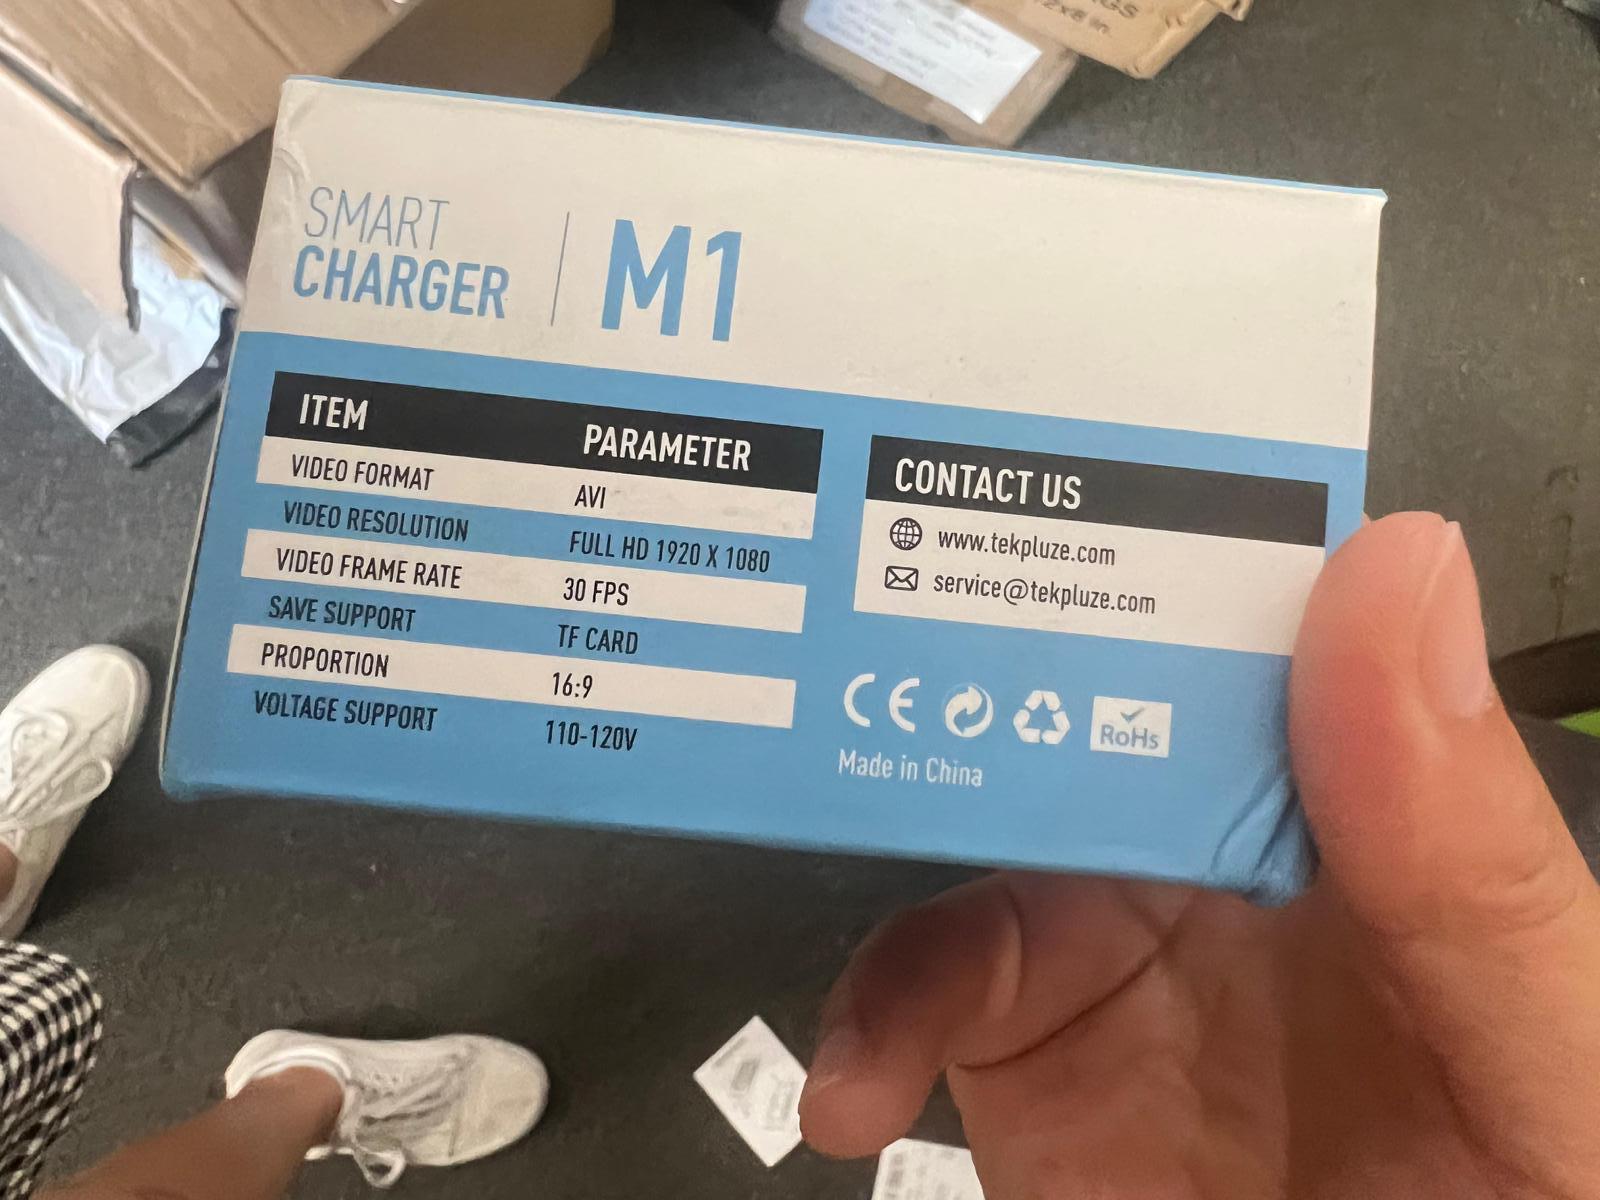 SMART
CHARGER
M1
ITEM PARAMETER
VIDEO FORMAT AVI
VIDEO RESOLUTION FULL HD 1920 X 1080
VIDEO FRAME RATE 30 FPS
SAVE SUPPORT TF CARD
PROPORTION 16:9
VOLTAGE SUPPORT 110-120V
CONTACT US
www.tekpluze.com
service@tekpluze.com
CE
RoHs
Made in China